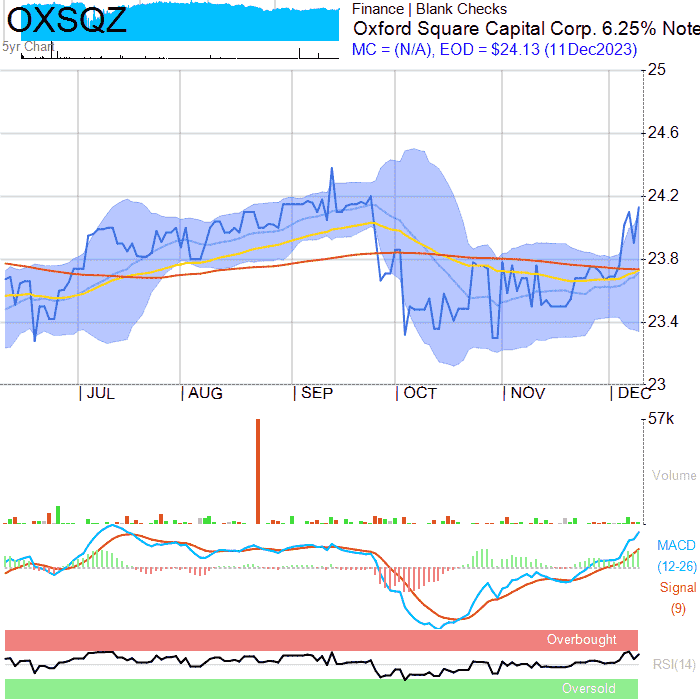 OXSQZ
Finance | Blank Checks
Oxford Square Capital Corp. 6.25% Note
MC = (N/A), EOD = $24.13 (11Dec2023)
5yr Chart
25
24.6
24.2
23.8
23.4
23
JUL AUG SEP OCT NOV DEC
57k
Volume
MACD
(12-26)
Signal
(9)
Overbought
RSI(14)
Oversold